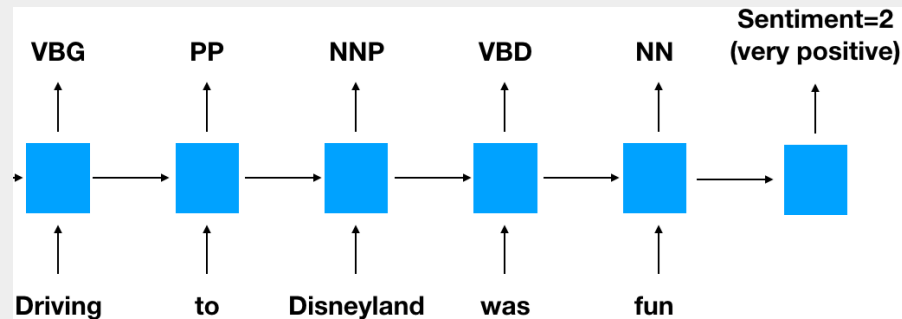 Sentiment=2
VBG PP NNP VBD NN (very positive)
Driving to Disneyland was fun